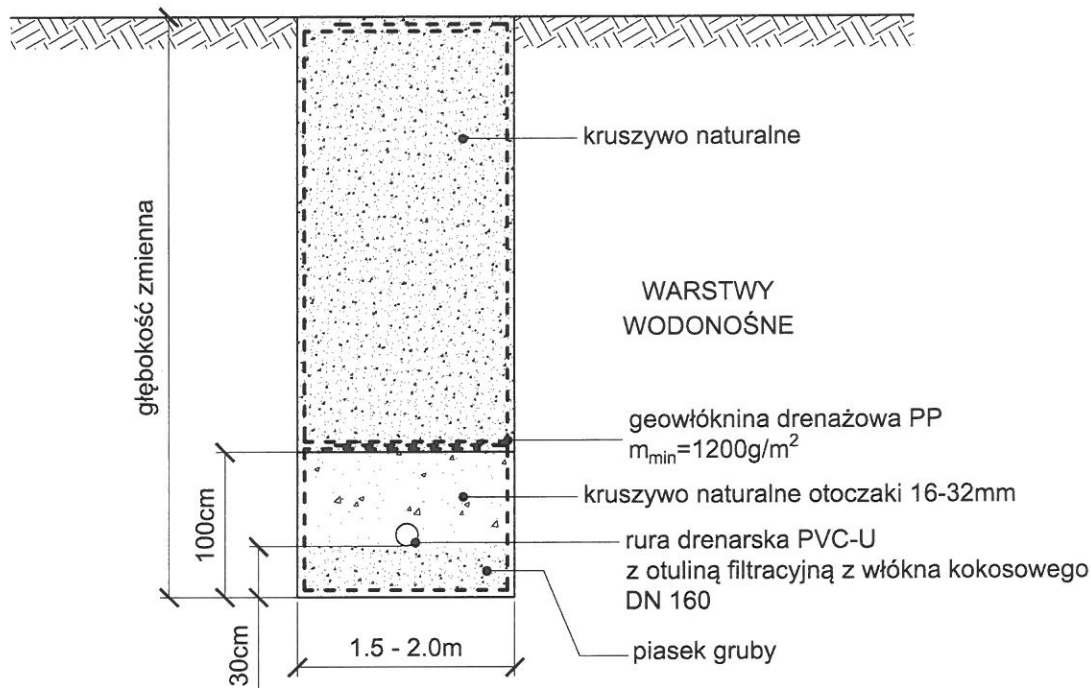 kruszywo naturalne
głębokość zmienna
WARSTWY
WODONOŚNE
geowłóknina drenażowa PP
m_min=1200g/m²
kruszywo naturalne otoczaki 16-32mm
100cm
rura drenarska PVC-U
z otuliną filtracyjną z włókna kokosowego
DN 160
30cm
1.5 - 2.0m
piasek gruby